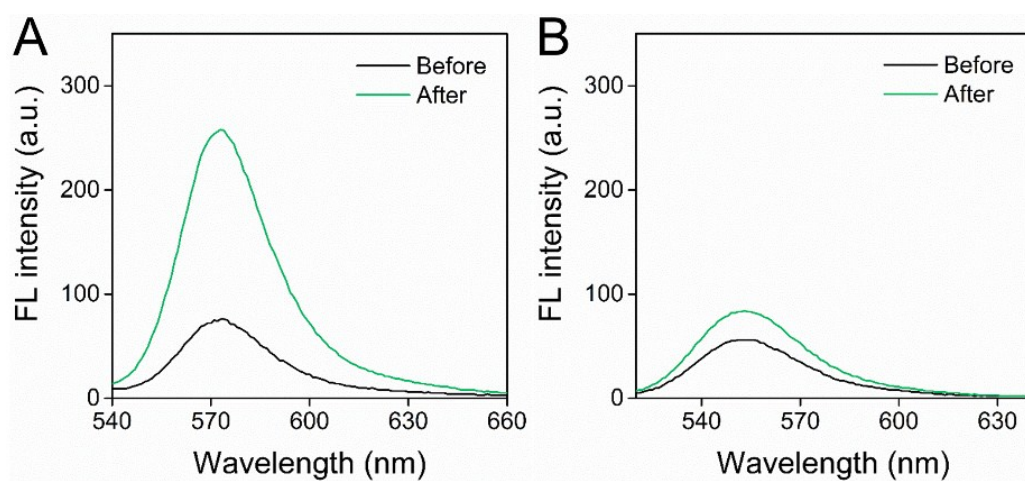 A
Before
After
300
200
100
0
FL intensity (a.u.)
540
570
600
630
660
Wavelength (nm)
B
Before
After
300
200
100
0
FL intensity (a.u.)
540
570
600
630
Wavelength (nm)